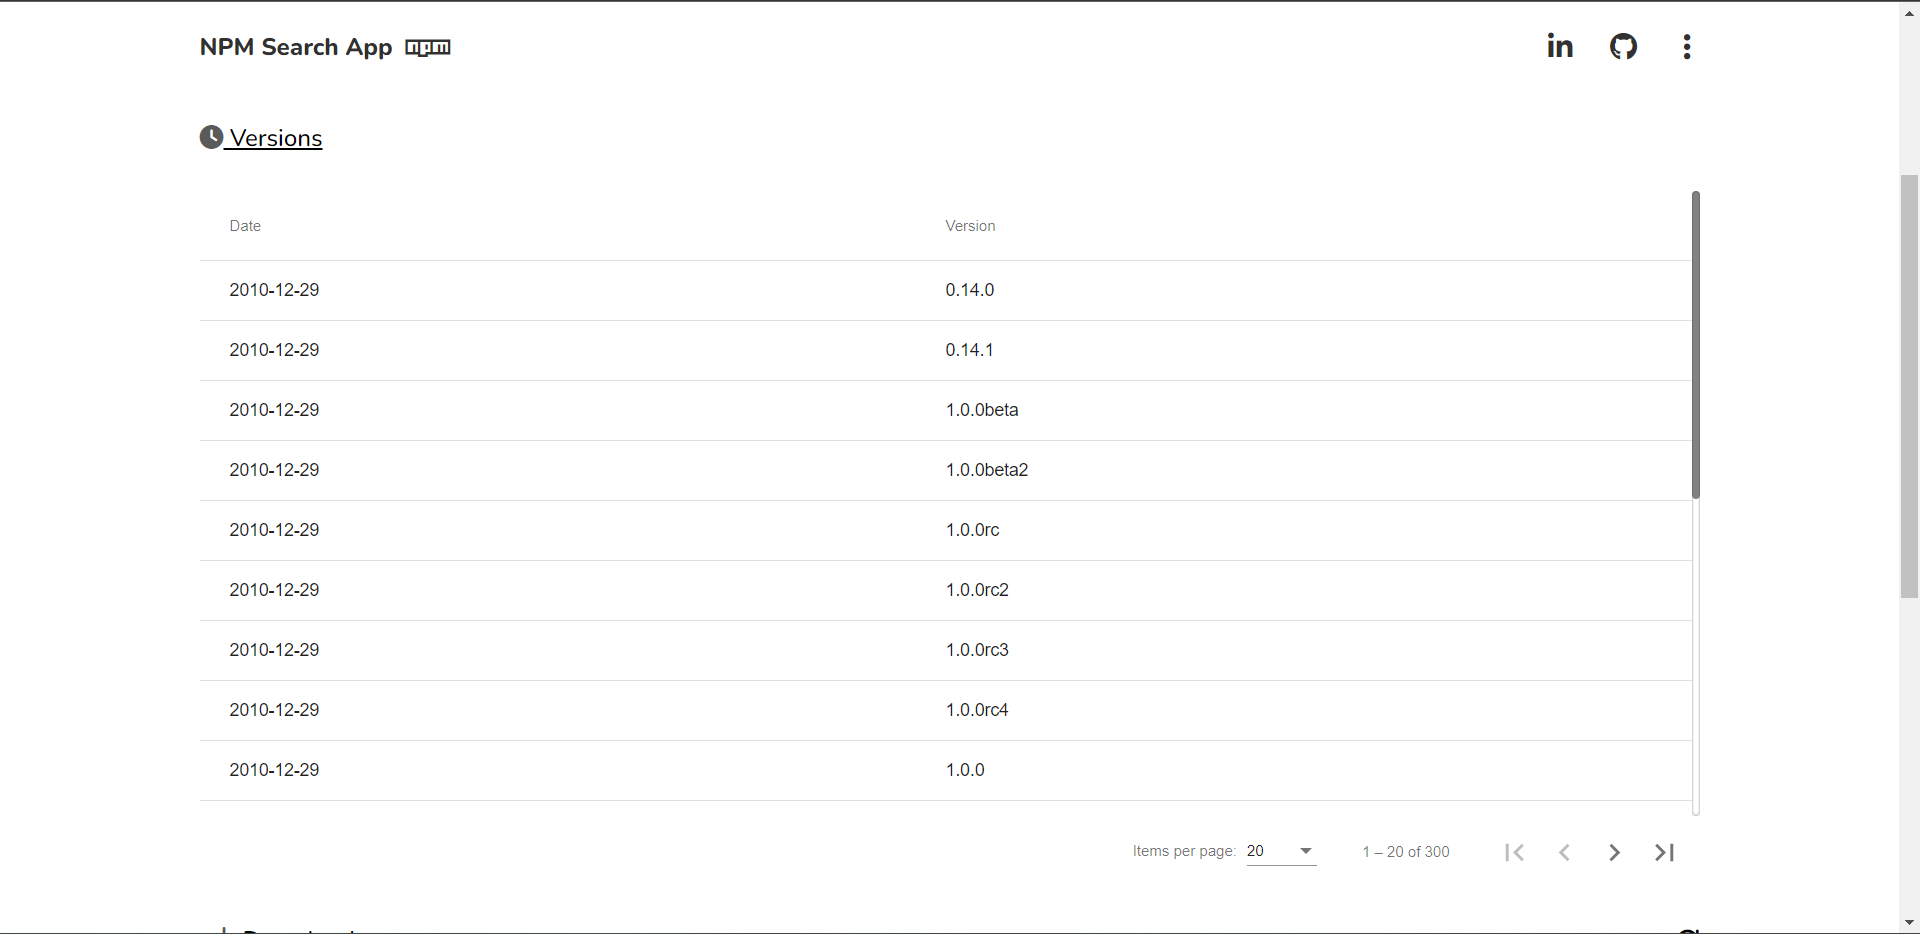 NPM Search App npm
in
Versions
Date Version
2010-12-29 0.14.0
2010-12-29 0.14.1
2010-12-29 1.0.0beta
2010-12-29 1.0.0beta2
2010-12-29 1.0.0rc
2010-12-29 1.0.0rc2
2010-12-29 1.0.0rc3
2010-12-29 1.0.0rc4
2010-12-29 1.0.0
Items per page: 20 1 – 20 of 300